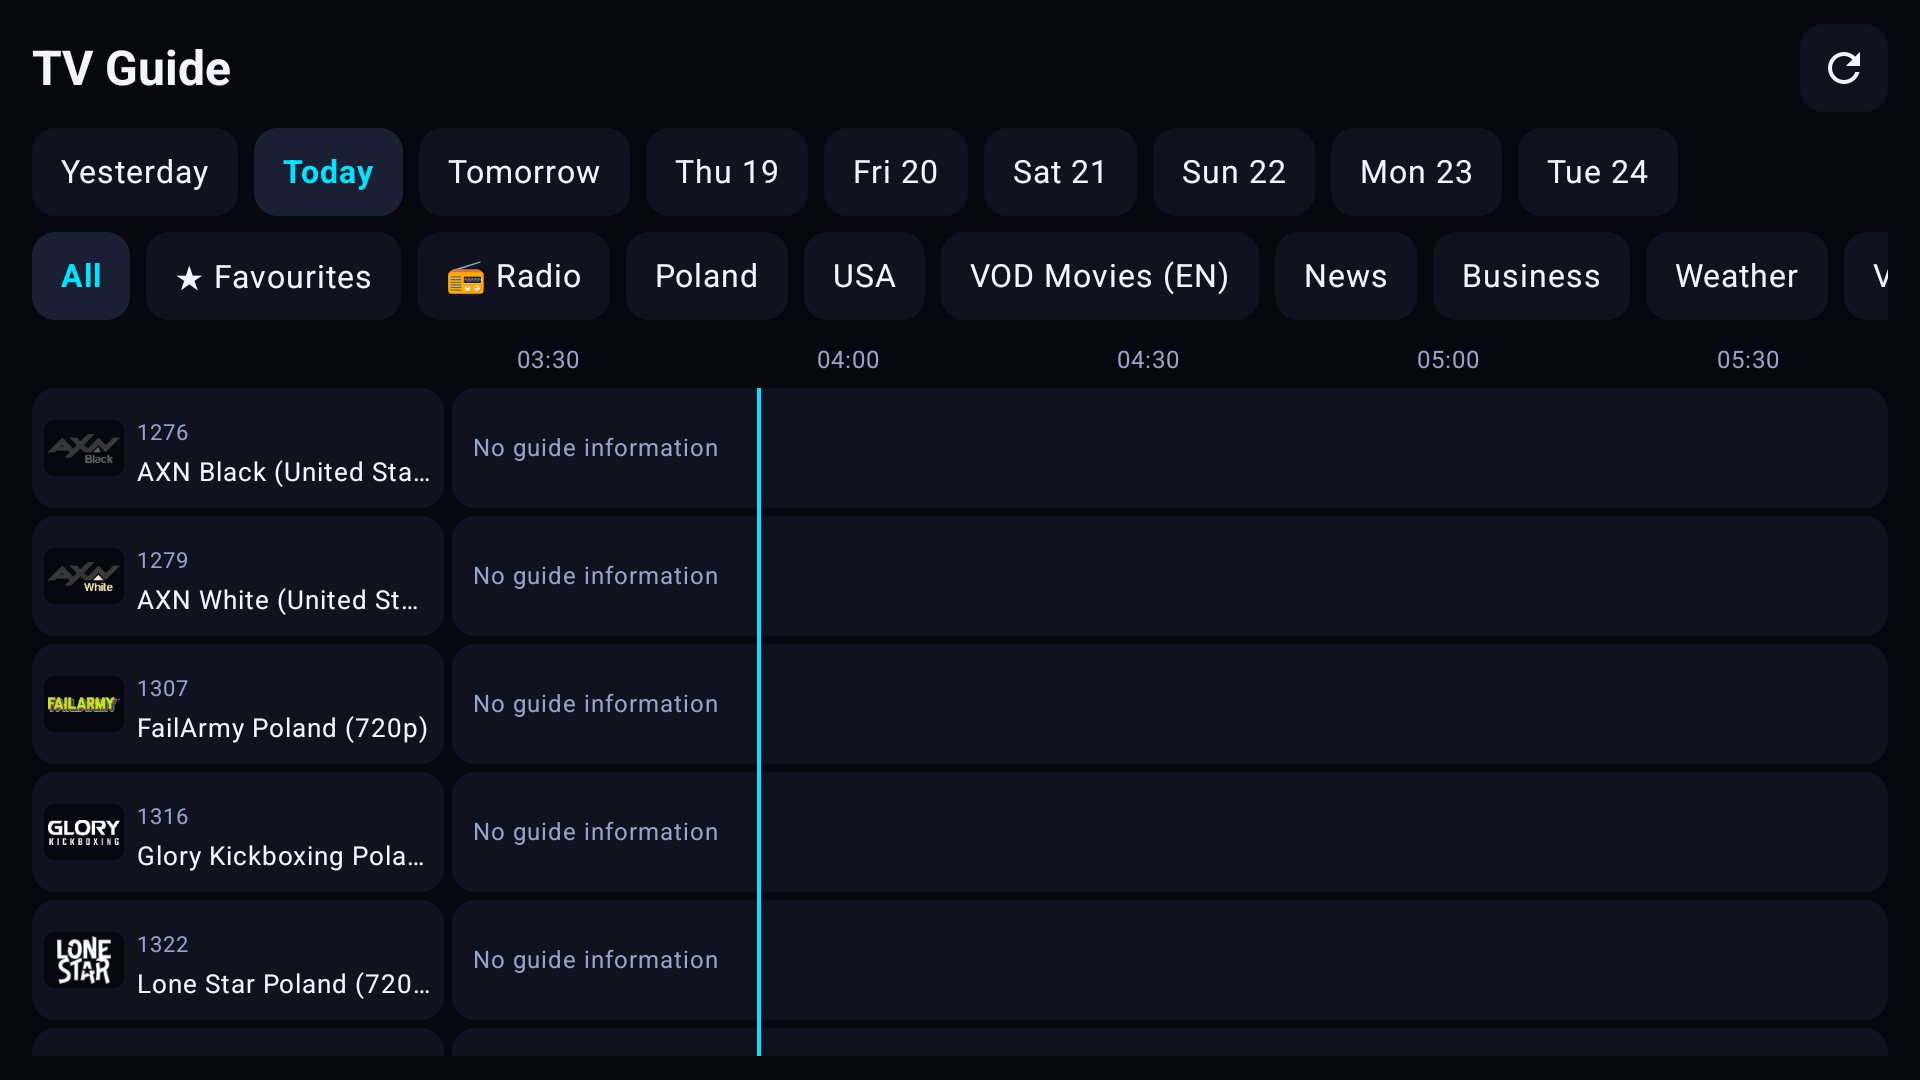 TV Guide
Yesterday Today Tomorrow Thu 19 Fri 20 Sat 21 Sun 22 Mon 23 Tue 24
All ★ Favourites 📻 Radio Poland USA VOD Movies (EN) News Business Weather V
03:30 04:00 04:30 05:00 05:30
AXN Black
1276
AXN Black (United Sta...
No guide information
AXN White
1279
AXN White (United St...
No guide information
FAILARMY
1307
FailArmy Poland (720p)
No guide information
GLORY
KICKBOXING
1316
Glory Kickboxing Pola...
No guide information
LONE
STAR
1322
Lone Star Poland (720...
No guide information